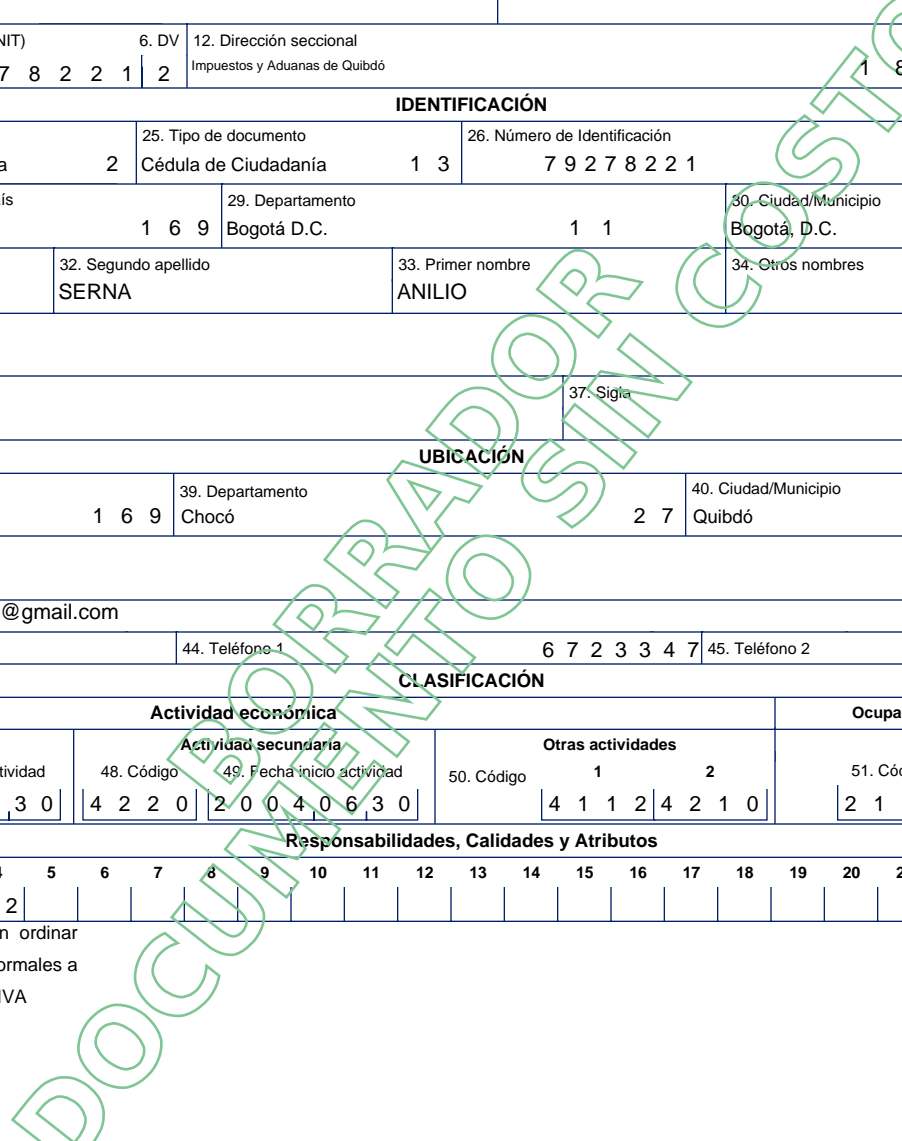 NIT) 6. DV 12. Dirección seccional
7 8 2 2 1 2 Impuestos y Aduanas de Quibdó 1 8
IDENTIFICACIÓN
25. Tipo de documento 26. Número de Identificación
a 2 Cédula de Ciudadanía 1 3 7 9 2 7 8 2 2 1
ís 29. Departamento 30. Ciudad/Municipio
1 6 9 Bogotá D.C. 1 1 Bogotá, D.C.
32. Segundo apellido 33. Primer nombre 34. Otros nombres
SERNA ANILIO
37. Sigla
UBICACIÓN
39. Departamento 40. Ciudad/Municipio
1 6 9 Chocó 2 7 Quibdó
@gmail.com
44. Teléfono 1 6 7 2 3 3 4 7 45. Teléfono 2
CLASIFICACIÓN
Actividad económica Ocupa
Actividad secundaria Otras actividades
tividad 48. Código 49. Fecha inicio actividad 50. Código 1 2 51. Cód
3 0 4 2 2 0 2 0 0 4 0 6 3 0 4 1 1 2 4 2 1 0 2 1
Responsabilidades, Calidades y Atributos
5 6 7 8 9 10 11 12 13 14 15 16 17 18 19 20 2
2
n ordinar
ormales a
IVA
BORRADOR
DOCUMENTO SIN COSTO